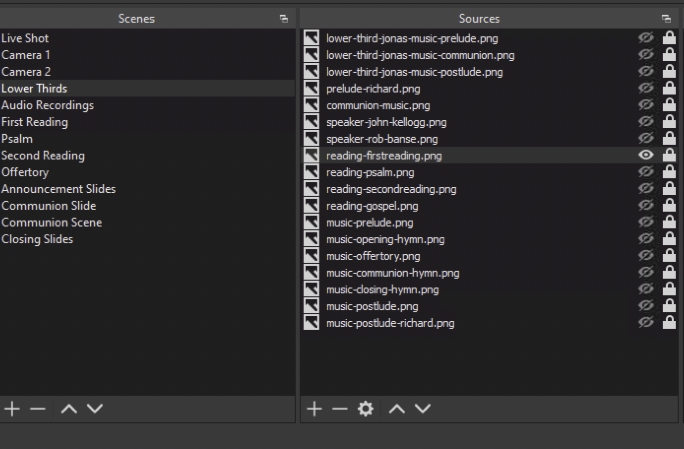 Scenes
Live Shot
Camera 1
Camera 2
Lower Thirds
Audio Recordings
First Reading
Psalm
Second Reading
Offertory
Announcement Slides
Communion Slide
Communion Scene
Closing Slides
Sources
lower-third-jonas-music-prelude.png
lower-third-jonas-music-communion.png
lower-third-jonas-music-postlude.png
prelude-richard.png
communion-music.png
speaker-john-kellogg.png
speaker-rob-banse.png
reading-firstreading.png
reading-psalm.png
reading-secondreading.png
reading-gospel.png
music-prelude.png
music-opening-hymn.png
music-offertory.png
music-communion-hymn.png
music-closing-hymn.png
music-postlude.png
music-postlude-richard.png